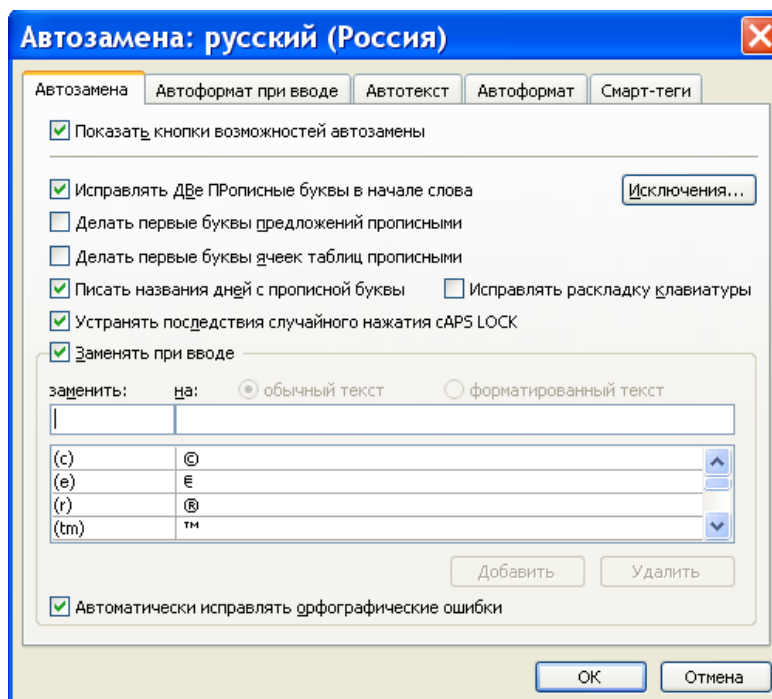 Автозамена: русский (Россия)
Автозамена Автоформат при вводе Автотекст Автоформат Смарт-теги
Показать кнопки возможностей автозамены
Исправлять ДВе ПРописные буквы в начале слова Исключения...
Делать первые буквы предложений прописными
Делать первые буквы ячеек таблиц прописными
Писать названия дней с прописной буквы Исправлять раскладку клавиатуры
Устранять последствия случайного нажатия cAPS LOCK
Заменять при вводе
заменить: на: обычный текст форматированный текст
(c) ©
(e) €
(r) ®
(tm) ™
Добавить Удалить
Автоматически исправлять орфографические ошибки
ОК Отмена